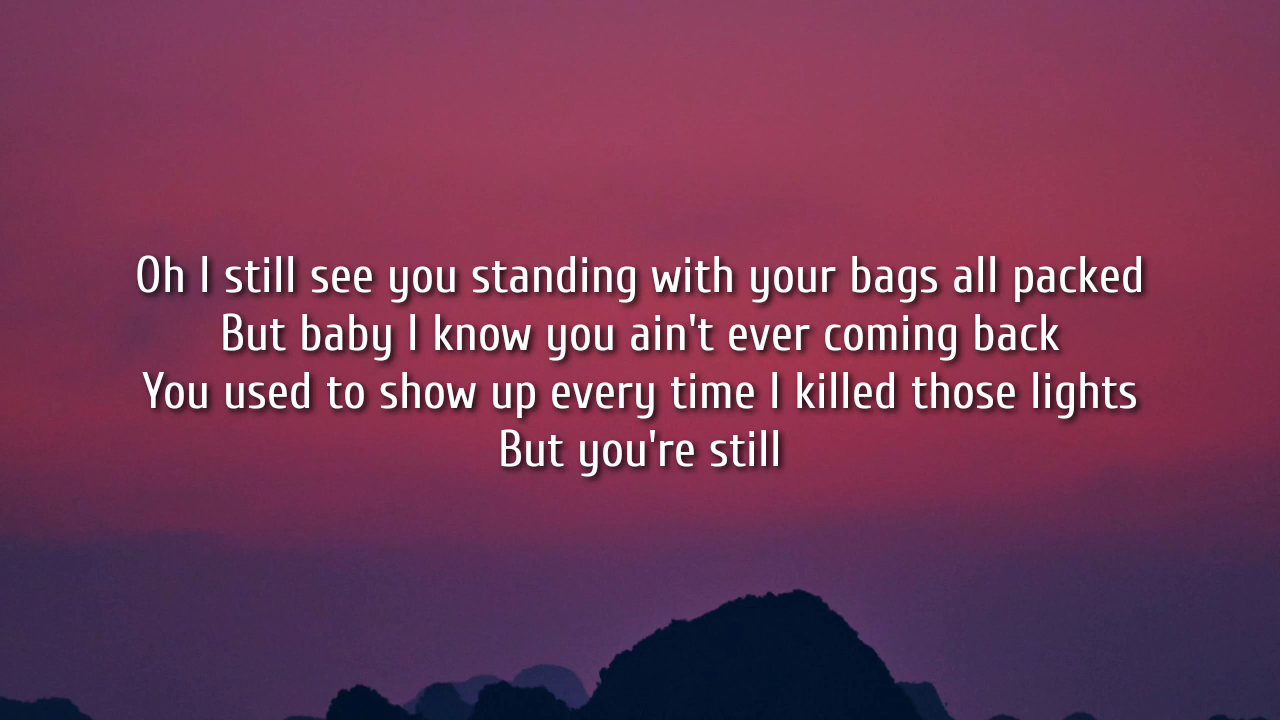 Oh I still see you standing with your bags all packed
But baby I know you ain't ever coming back
You used to show up every time I killed those lights
But you're still